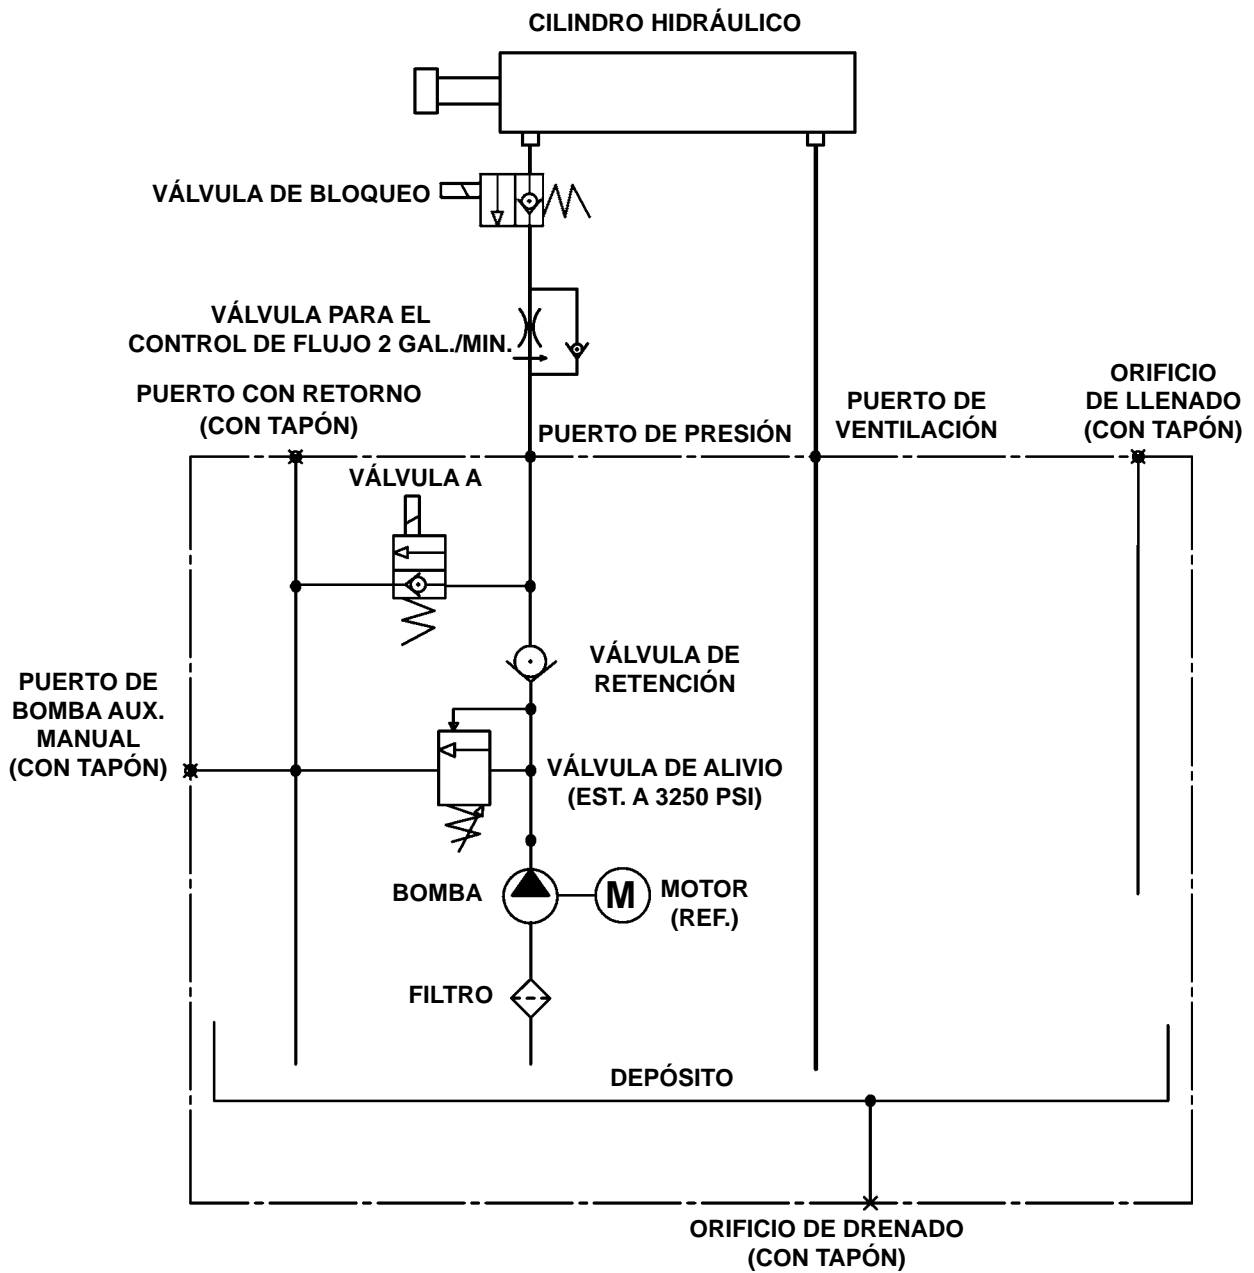 CILINDRO HIDRÁULICO
VÁLVULA DE BLOQUEO
VÁLVULA PARA EL
CONTROL DE FLUJO 2 GAL./MIN.
PUERTO CON RETORNO
(CON TAPÓN)
PUERTO DE PRESIÓN
PUERTO DE
VENTILACIÓN
ORIFICIO
DE LLENADO
(CON TAPÓN)
VÁLVULA A
VÁLVULA DE
RETENCIÓN
PUERTO DE
BOMBA AUX.
MANUAL
(CON TAPÓN)
VÁLVULA DE ALIVIO
(EST. A 3250 PSI)
BOMBA
M
MOTOR
(REF.)
FILTRO
DEPÓSITO
ORIFICIO DE DRENADO
(CON TAPÓN)